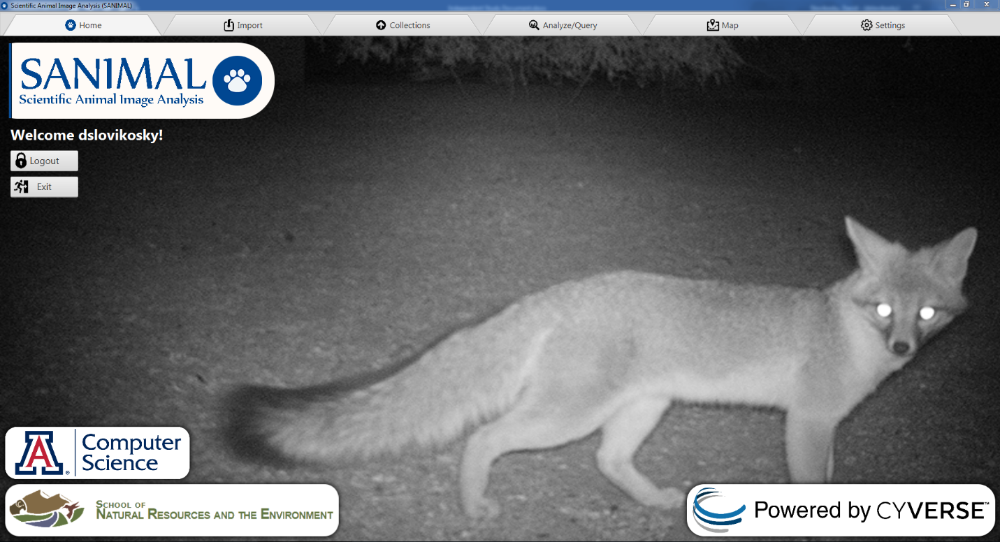 Scientific Animal Image Analysis (SANIMAL)
Home
Import
Collections
Analyze/Query
Map
Settings
SANIMAL
Scientific Animal Image Analysis
Welcome dslovikosky!
Logout
Exit
A®
Computer
Science
School of
Natural Resources and the Environment
Powered by CYVERSE™